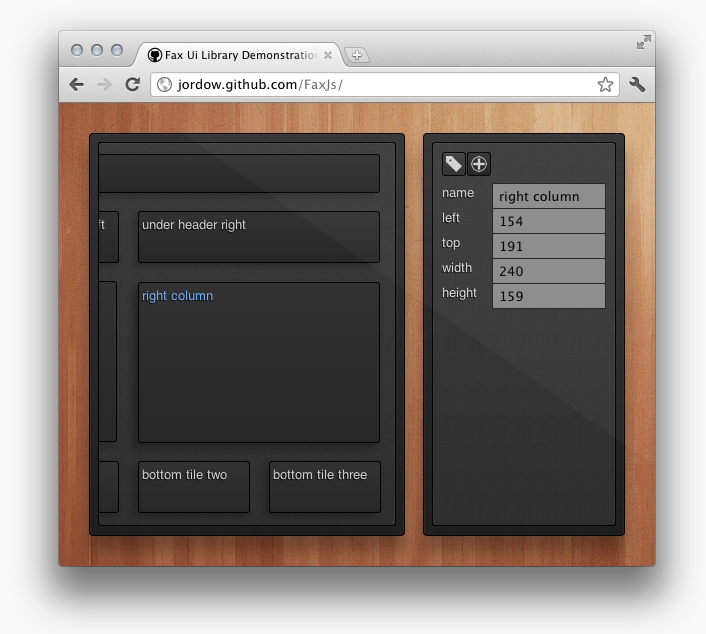 Fax Ui Library Demonstration
jordow.github.com/FaxJs/
ft
under header right
right column
bottom tile two
bottom tile three
name
right column
left
154
top
191
width
240
height
159